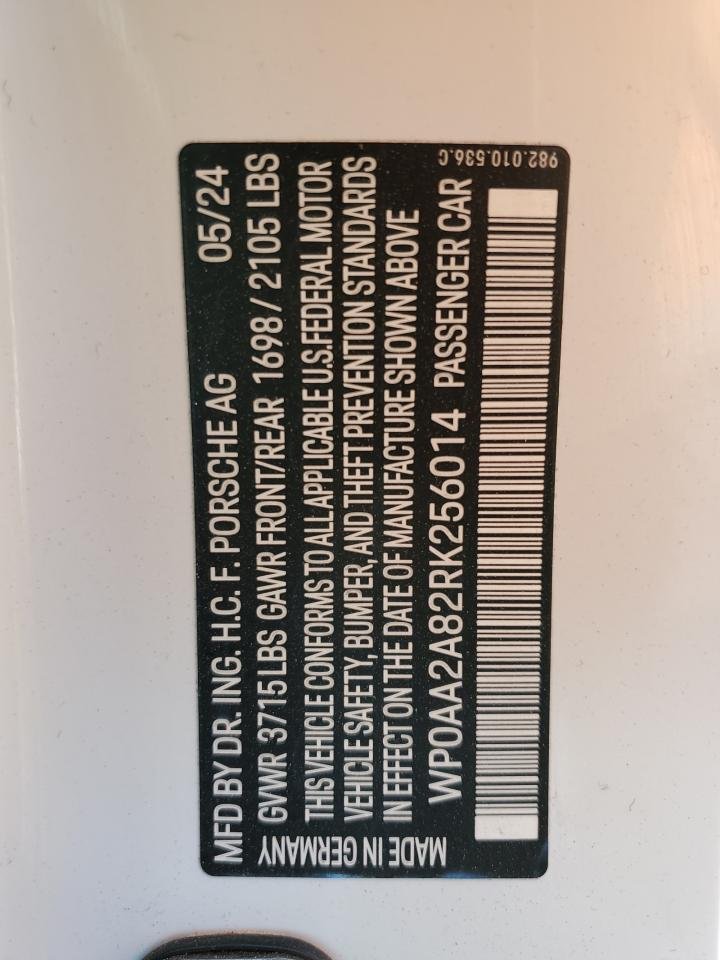 MFD BY DR. ING. H.C. F. PORSCHE AG 05/24
GVWR 3715 LBS GAWR FRONT/REAR 1698 / 2105 LBS
THIS VEHICLE CONFORMS TO ALL APPLICABLE U.S. FEDERAL MOTOR
VEHICLE SAFETY, BUMPER, AND THEFT PREVENTION STANDARDS
IN EFFECT ON THE DATE OF MANUFACTURE SHOWN ABOVE
WP0AA2A82RK256014 PASSENGER CAR
MADE IN GERMANY
982.010.536.C